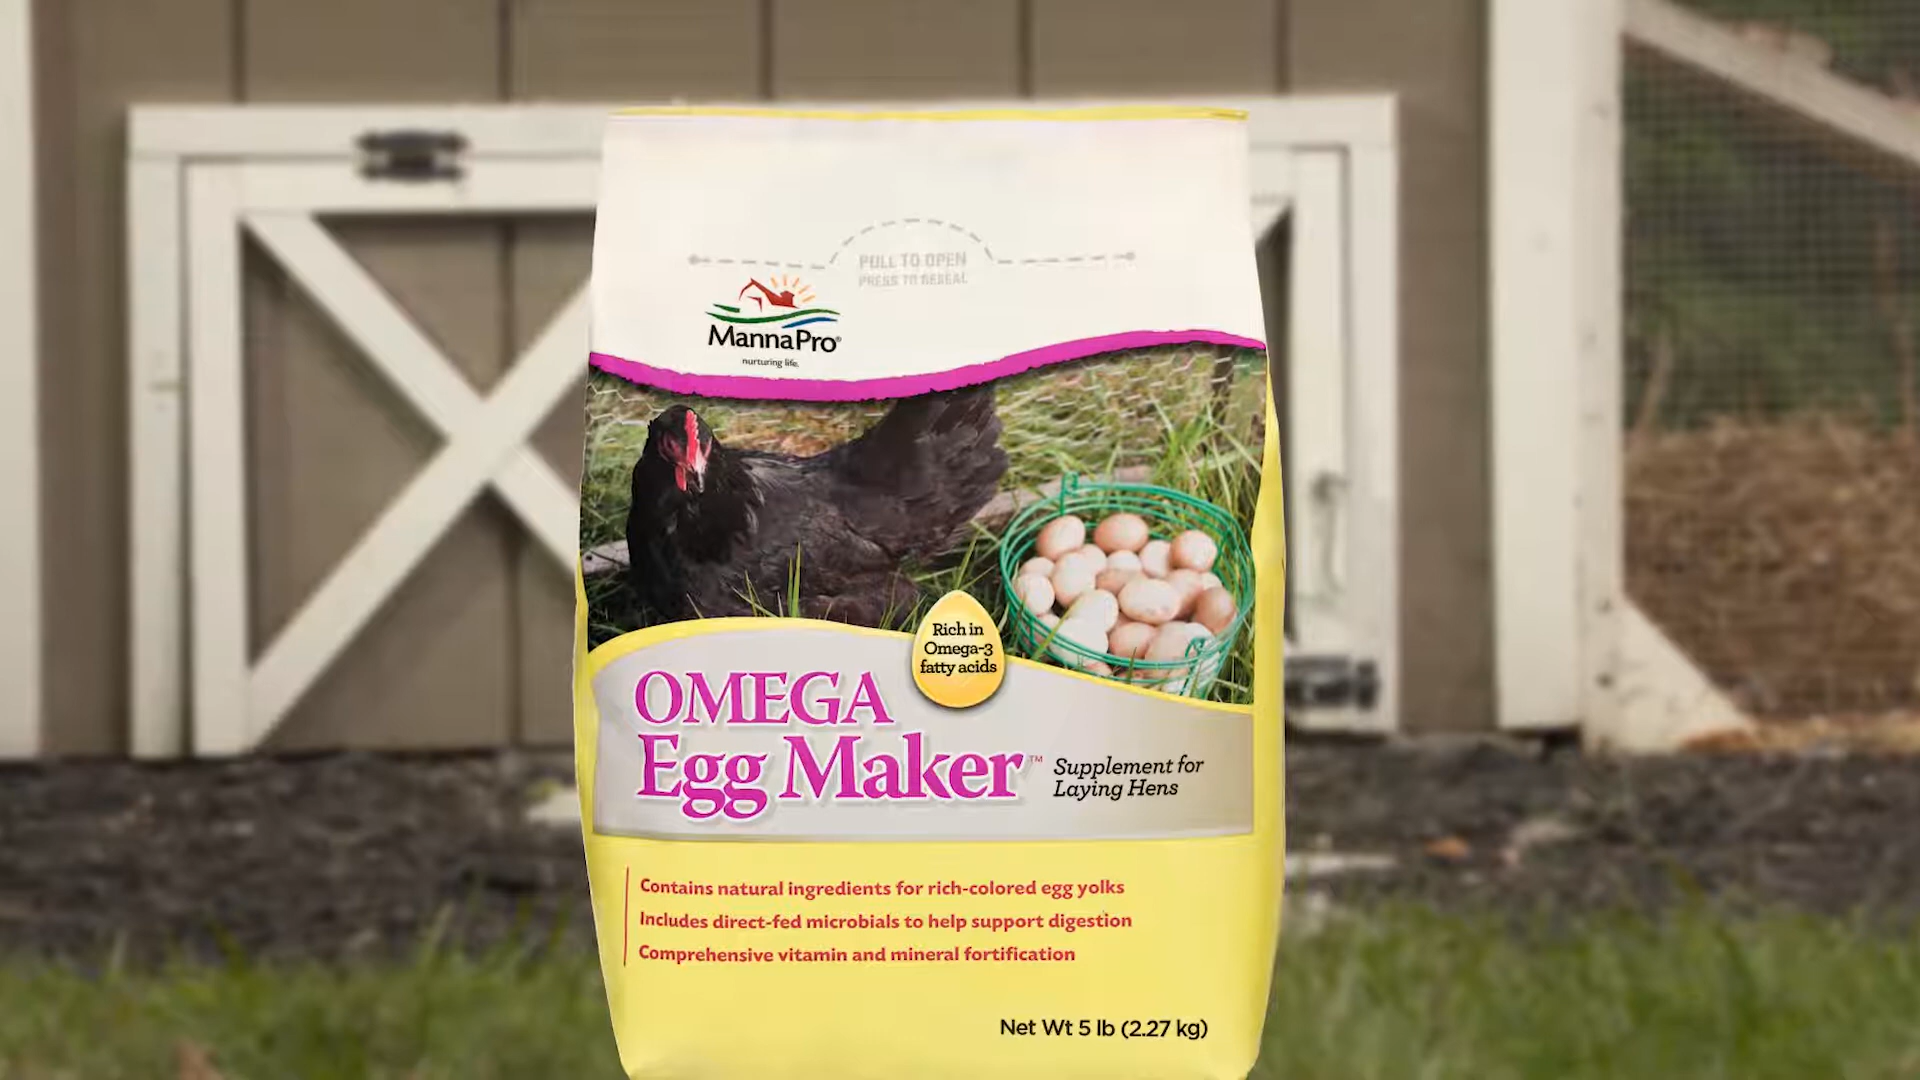 PULL TO OPEN
PRESS TO RESEAL
MannaPro®
nurturing life.
Rich in
Omega-3
fatty acids
OMEGA
Egg Maker™
Supplement for
Laying Hens
Contains natural ingredients for rich-colored egg yolks
Includes direct-fed microbials to help support digestion
Comprehensive vitamin and mineral fortification
Net Wt 5 lb (2.27 kg)